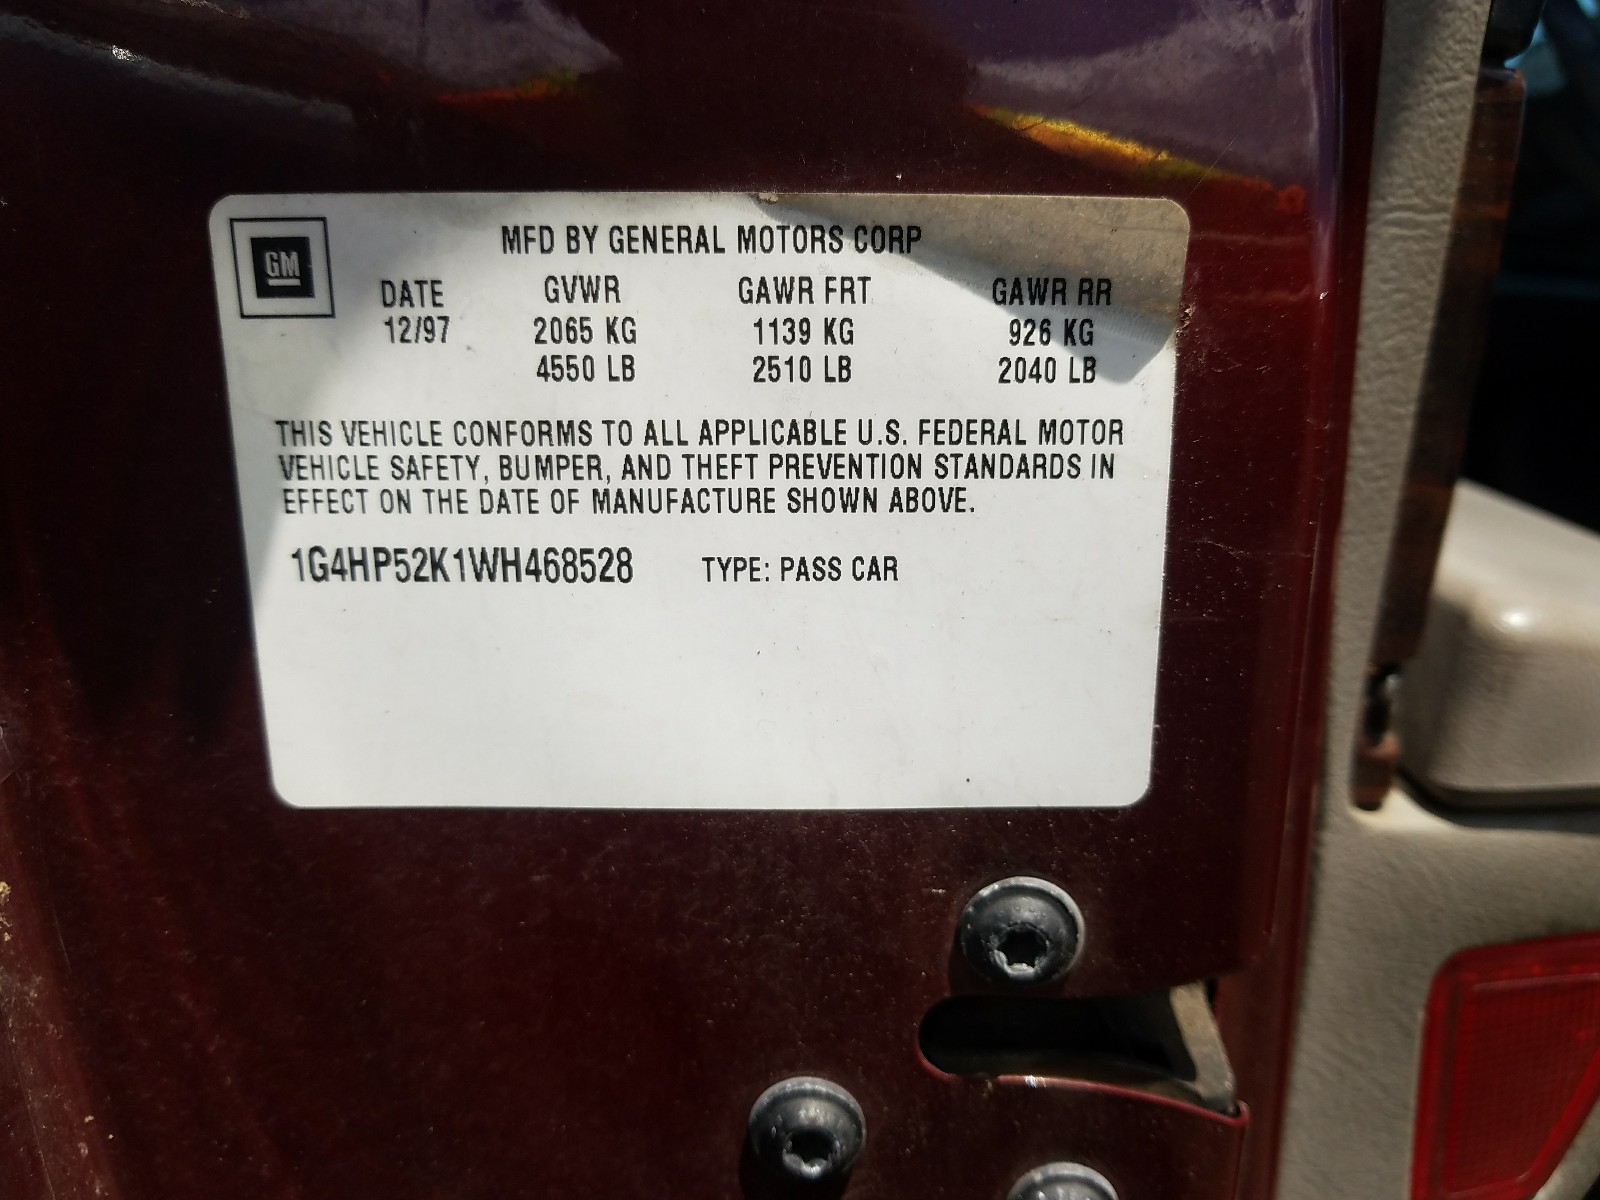 GM
MFD BY GENERAL MOTORS CORP
DATE GVWR GAWR FRT GAWR RR
12/97 2065 KG 1139 KG 926 KG
4550 LB 2510 LB 2040 LB
THIS VEHICLE CONFORMS TO ALL APPLICABLE U.S. FEDERAL MOTOR
VEHICLE SAFETY, BUMPER, AND THEFT PREVENTION STANDARDS IN
EFFECT ON THE DATE OF MANUFACTURE SHOWN ABOVE.
1G4HP52K1WH468528 TYPE: PASS CAR